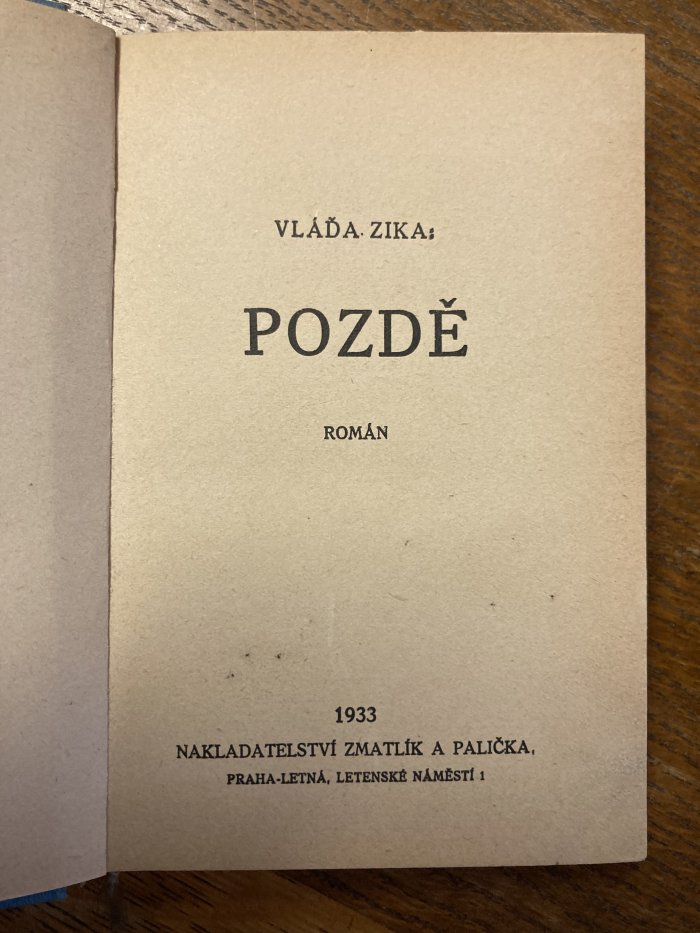 VLÁĎA ZIKA:
POZDĚ
ROMÁN
1933
NAKLADATELSTVÍ ZMATLÍK A PALIČKA,
PRAHA-LETNÁ, LETENSKÉ NÁMĚSTÍ 1